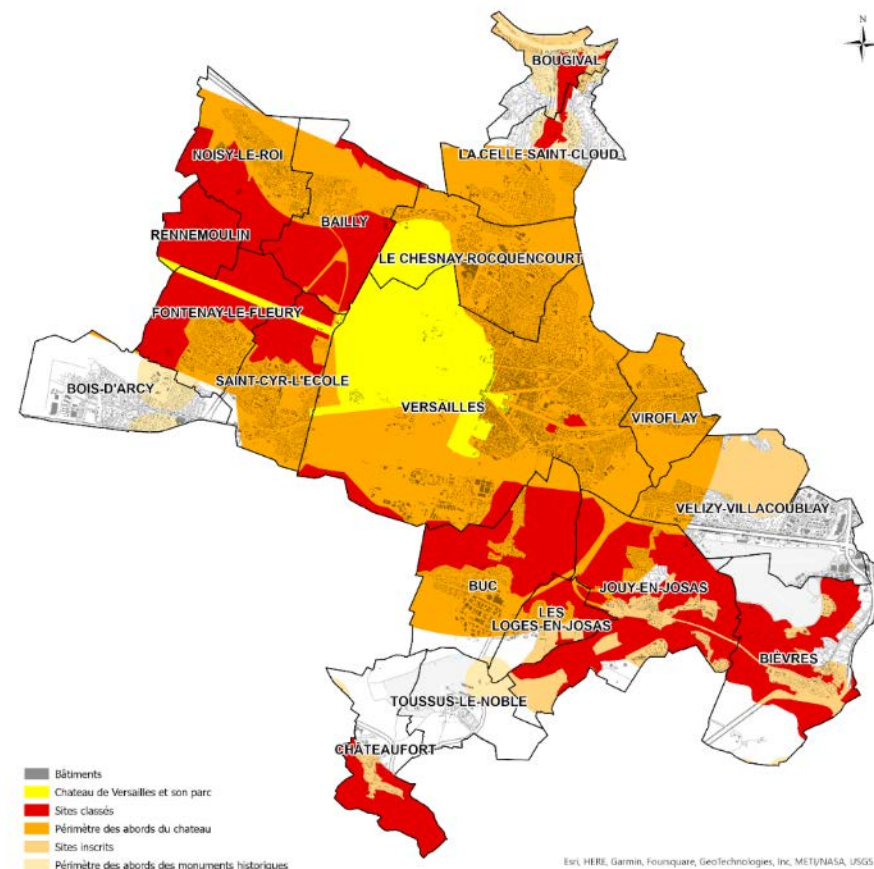 N
BOUGIVAL
LA CELLE-SAINT-CLOUD
NOISY-LE-ROI
BAILLY
RENNEMOULIN
LE CHESNAY-ROCQUENCOURT
FONTENAY-LE-FLEURY
SAINT-CYR-L'ECOLE
BOIS-D'ARCY
VERSAILLES
VIROFLAY
VELIZY-VILLACOUBLAY
BUC
JOUY-EN-JOSAS
LES
LOGES-EN-JOSAS
BIÈVRES
TOUSSUS-LE-NOBLE
CHÂTEAUFORT
Bâtiments
Chateau de Versailles et son parc
Sites classés
Périmètre des abords du chateau
Sites inscrits
Périmètre des abords des monuments historiques
Esri, HERE, Garmin, Foursquare, GeoTechnologies, Inc, METI/NASA, USGS